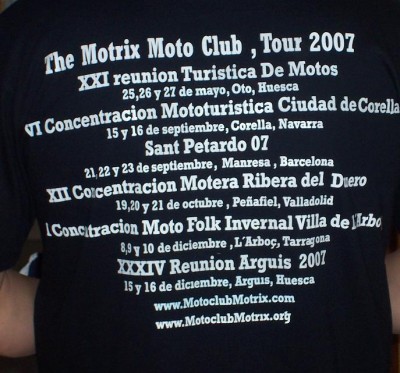 The Motrix Moto Club , Tour 2007
XXI reunion Turistica De Motos
25,26 y 27 de mayo, Oto, Huesca
VI Concentracion Mototuristica Ciudad de Corella
15 y 16 de septiembre, Corella, Navarra
Sant Petardo 07
21,22 y 23 de septiembre, Manresa , Barcelona
XII Concentracion Motera Ribera del Duero
19,20 y 21 de octubre, Peñafiel, Valladolid
I Concentracion Moto Folk Invernal Villa de L'Arbo
8,9 y 10 de diciembre , L'Arboç, Tarragona
XXXIV Reunion Arguis 2007
15 y 16 de diciembre, Arguis, Huesca
www.MotoclubMotrix.com
www.MotoclubMotrix.org